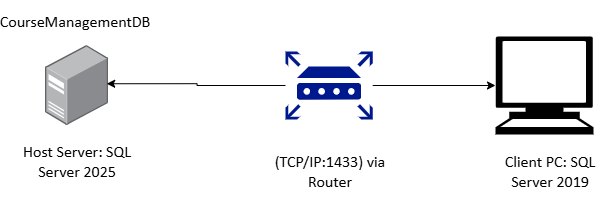 CourseManagementDB
Host Server: SQL
Server 2025
(TCP/IP:1433) via
Router
Client PC: SQL
Server 2019